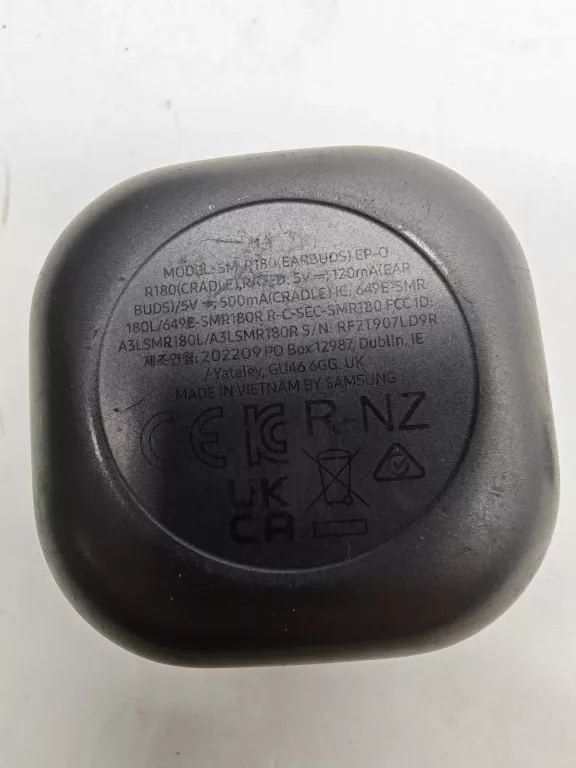 MODEL: SM-R180(EARBUDS) EP-O
R180(CRADLE) RATED: 5V ⎓, 120mA(EAR
BUDS)/5V ⎓, 500mA(CRADLE) IC: 649E-SMR
180L/649E-SMR180R R-C-SEC-SMR180 FCC ID:
A3LSMR180L/A3LSMR180R S/N: RF2T907LD9R
제조연월: 202209 PO Box 12987, Dublin. IE
/ Yateley, GU46 6GG. UK
MADE IN VIETNAM BY SAMSUNG
CE KC R-NZ
UK
CA